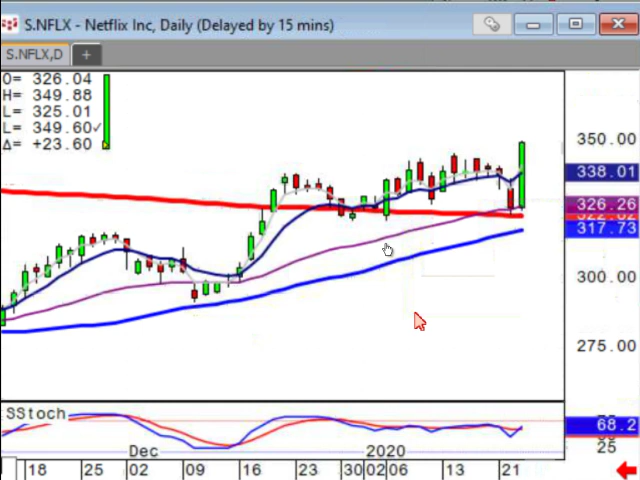 S.NFLX - Netflix Inc, Daily (Delayed by 15 mins)
S.NFLX,D
O= 326.04
H= 349.88
L= 325.01
L= 349.60✓
Δ= +23.60
350.00
338.01
326.26
317.73
300.00
275.00
SStoch
68.2
25
Dec 2020
18 25 02 09 16 23 30 02 06 13 21